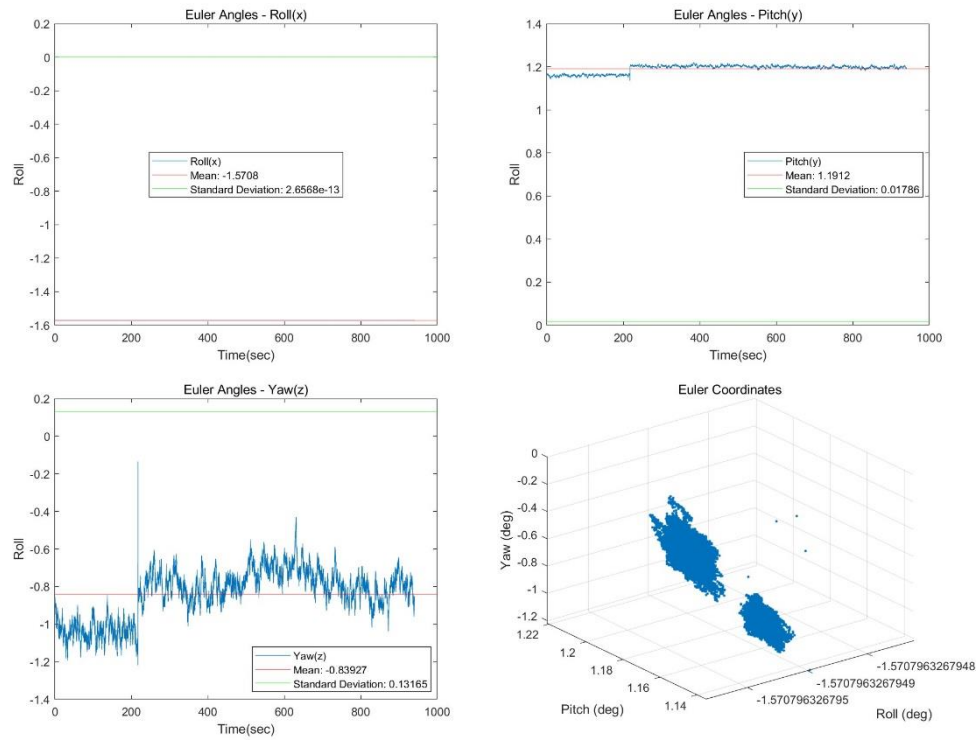 Euler Angles - Roll(x)
0.2
0
-0.2
-0.4
-0.6
-0.8
-1
-1.2
-1.4
-1.6
Roll
Roll(x)
Mean: -1.5708
Standard Deviation: 2.6568e-13
0 200 400 600 800 1000
Time(sec)
Euler Angles - Pitch(y)
1.4
1.2
1
0.8
0.6
0.4
0.2
0
Roll
Pitch(y)
Mean: 1.1912
Standard Deviation: 0.01786
0 200 400 600 800 1000
Time(sec)
Euler Angles - Yaw(z)
0.2
0
-0.2
-0.4
-0.6
-0.8
-1
-1.2
-1.4
Roll
Yaw(z)
Mean: -0.83927
Standard Deviation: 0.13165
0 200 400 600 800 1000
Time(sec)
Euler Coordinates
0
-0.2
-0.4
-0.6
-0.8
-1
-1.2
Yaw (deg)
1.22
1.2
1.18
1.16
1.14
Pitch (deg)
-1.5707963267948
-1.5707963267949
-1.570796326795
Roll (deg)